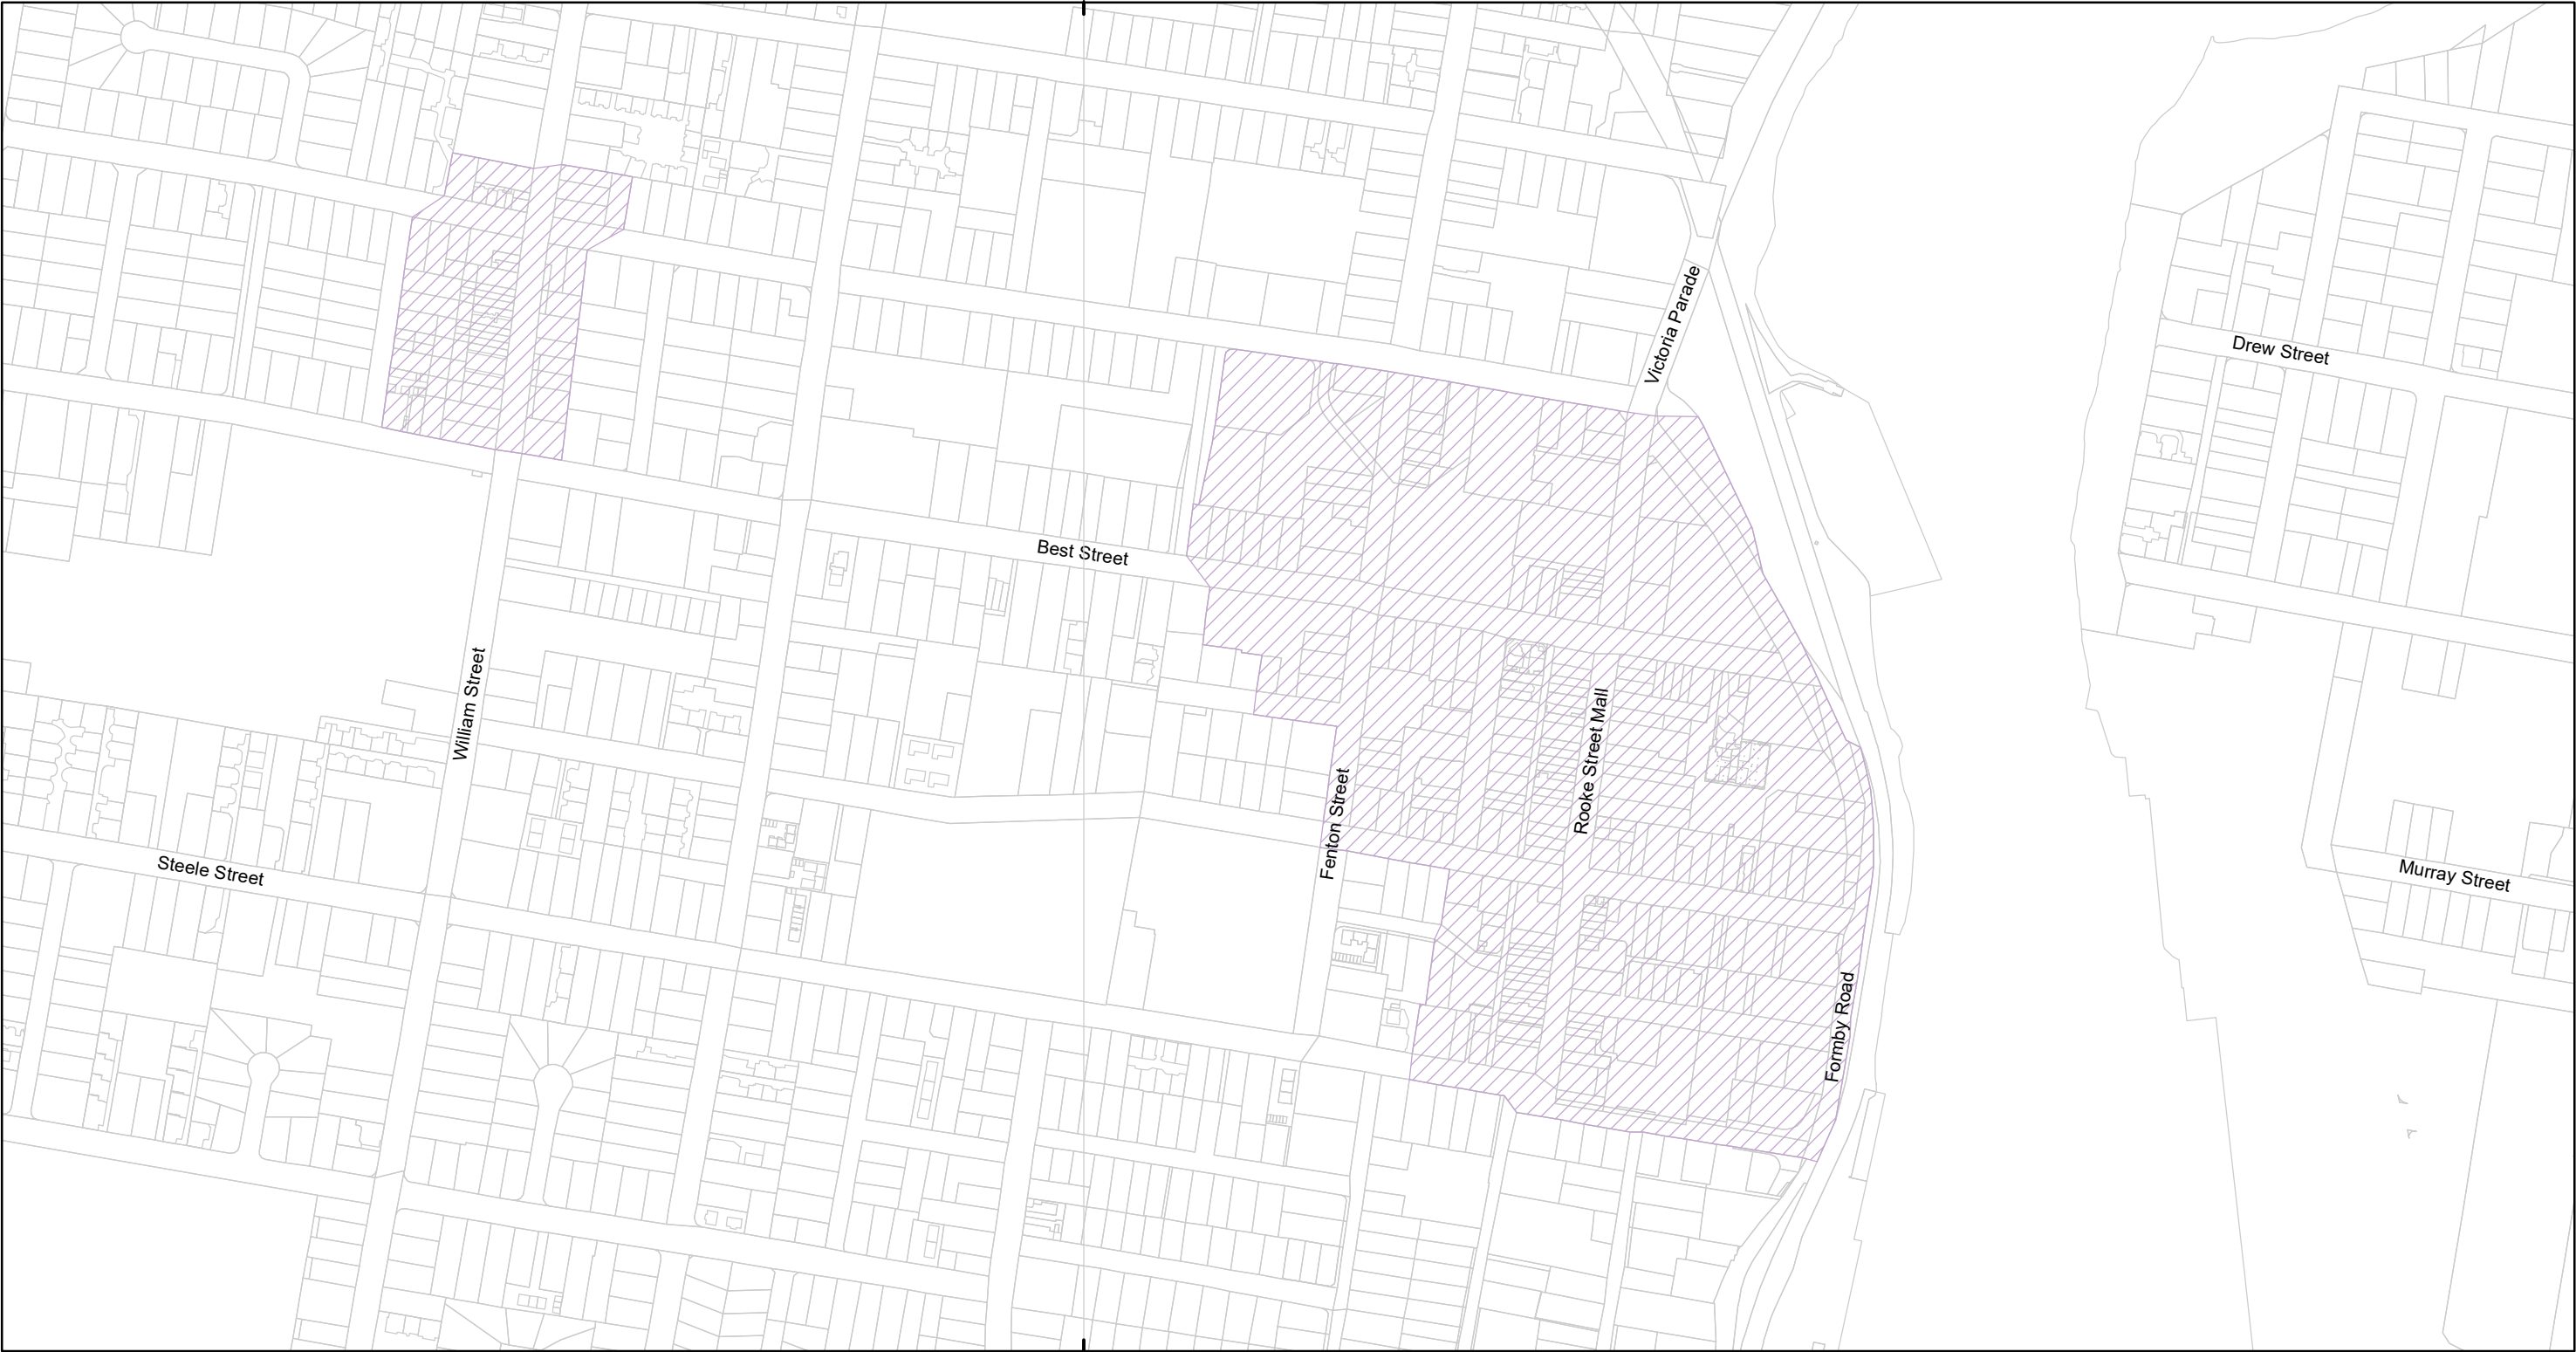 Victoria Parade
Drew Street
Best Street
William Street
Rooke Street Mall
Fenton Street
Steele Street
Murray Street
Formby Road